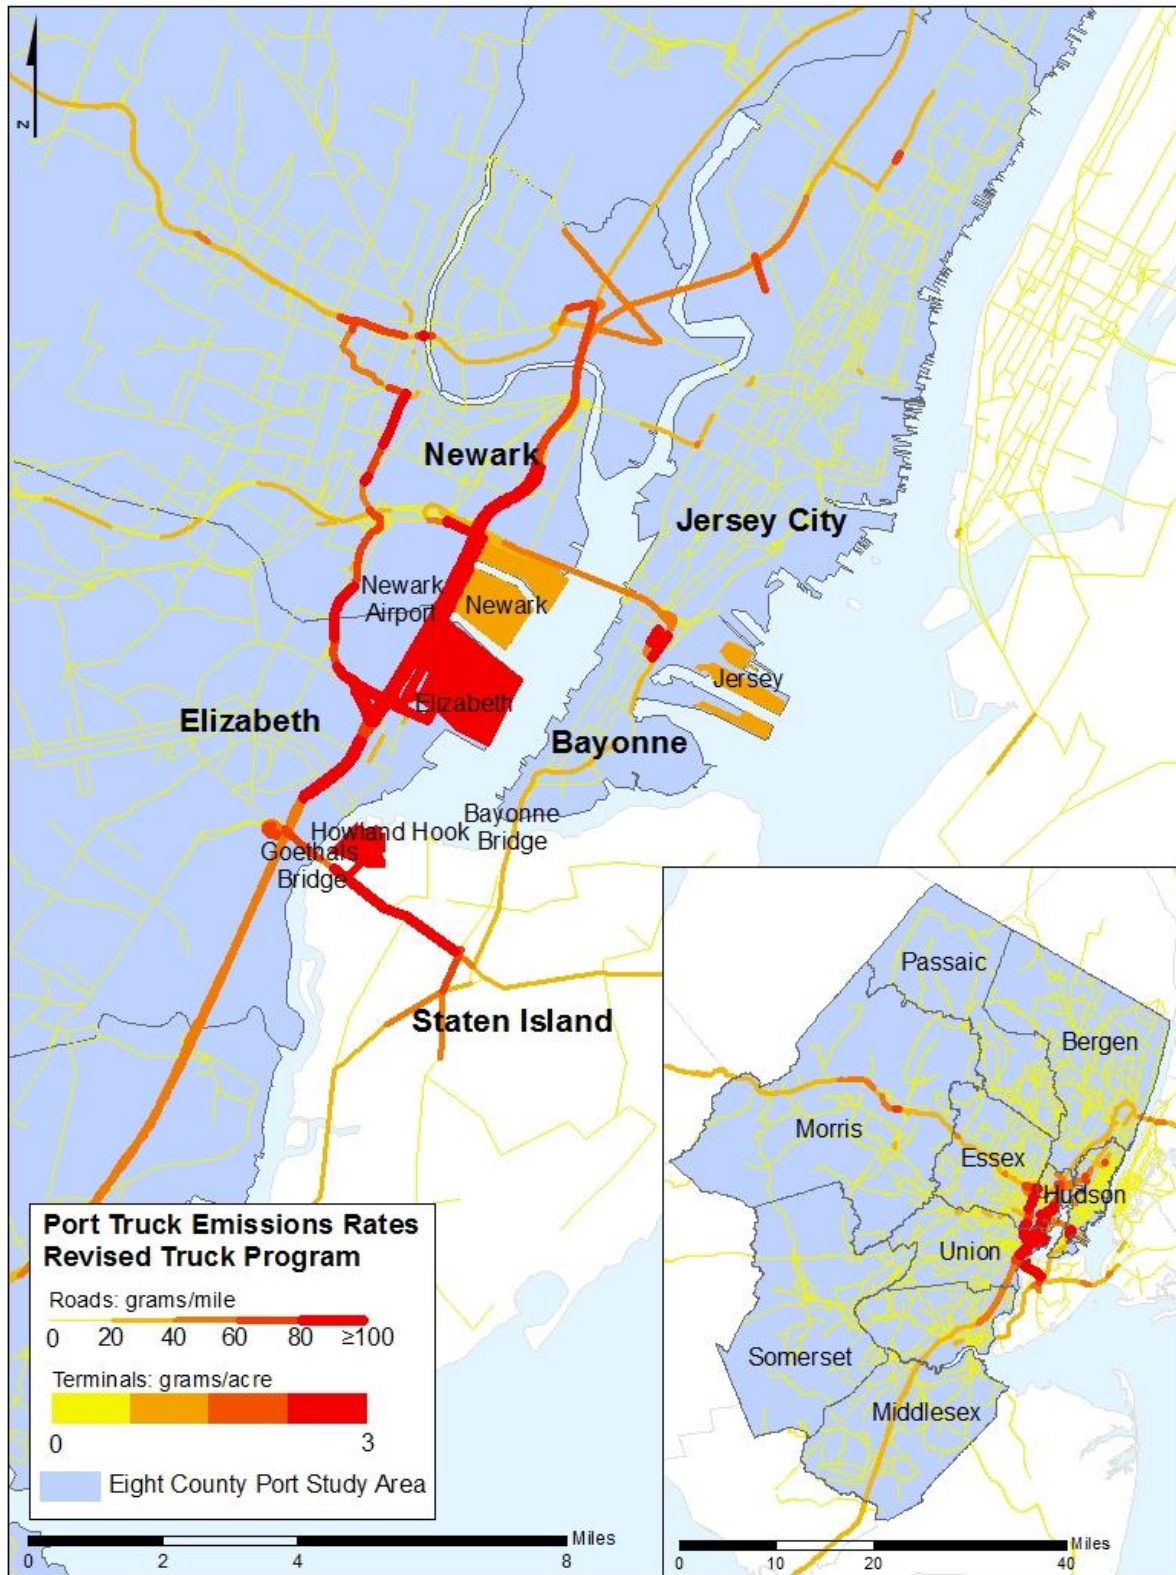 N
Newark
Jersey City
Newark
Airport
Newark
Elizabeth
Jersey
Elizabeth
Bayonne
Bayonne
Bridge
Howland Hook
Goethals
Bridge
Staten Island
Passaic
Bergen
Morris
Essex
Hudson
Union
Somerset
Middlesex
Port Truck Emissions Rates
Revised Truck Program
Roads: grams/mile
0 20 40 60 80 ≥100
Terminals: grams/acre
0 3
Eight County Port Study Area
Miles
0 2 4 8
Miles
0 10 20 40